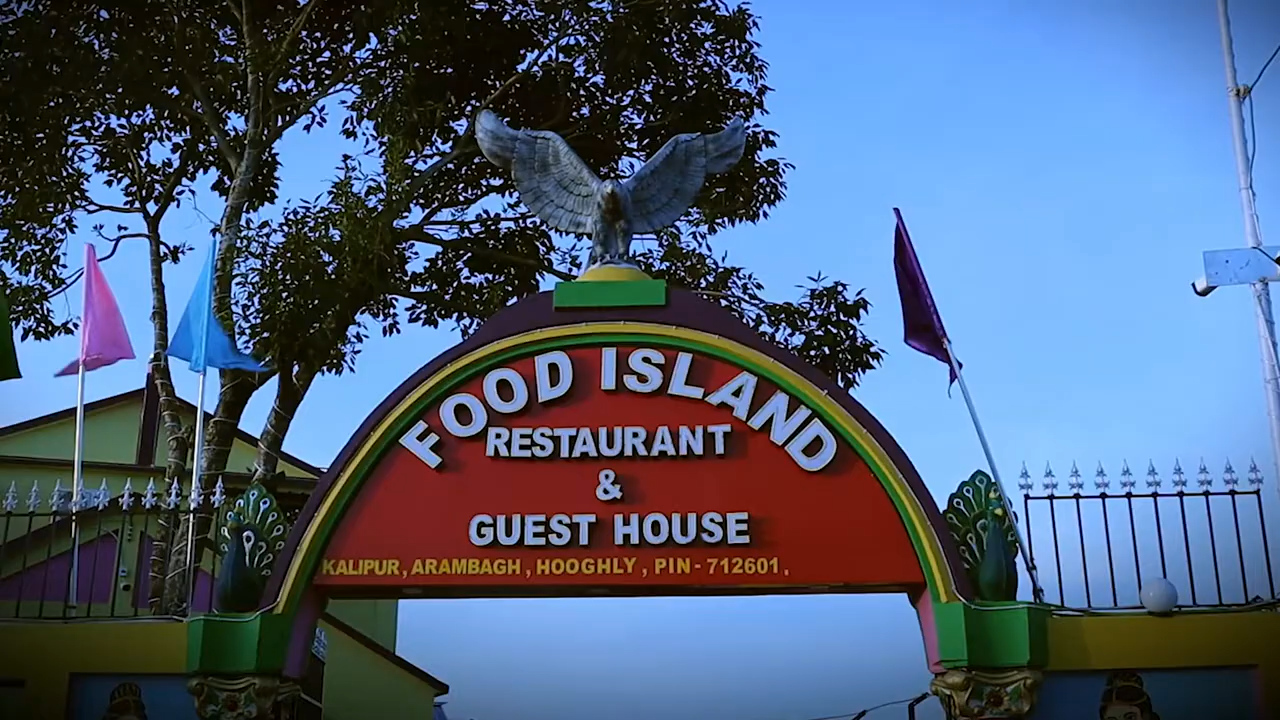 FOOD ISLAND
RESTAURANT
&
GUEST HOUSE
KALIPUR, ARAMBAGH, HOOGHLY, PIN - 712601.